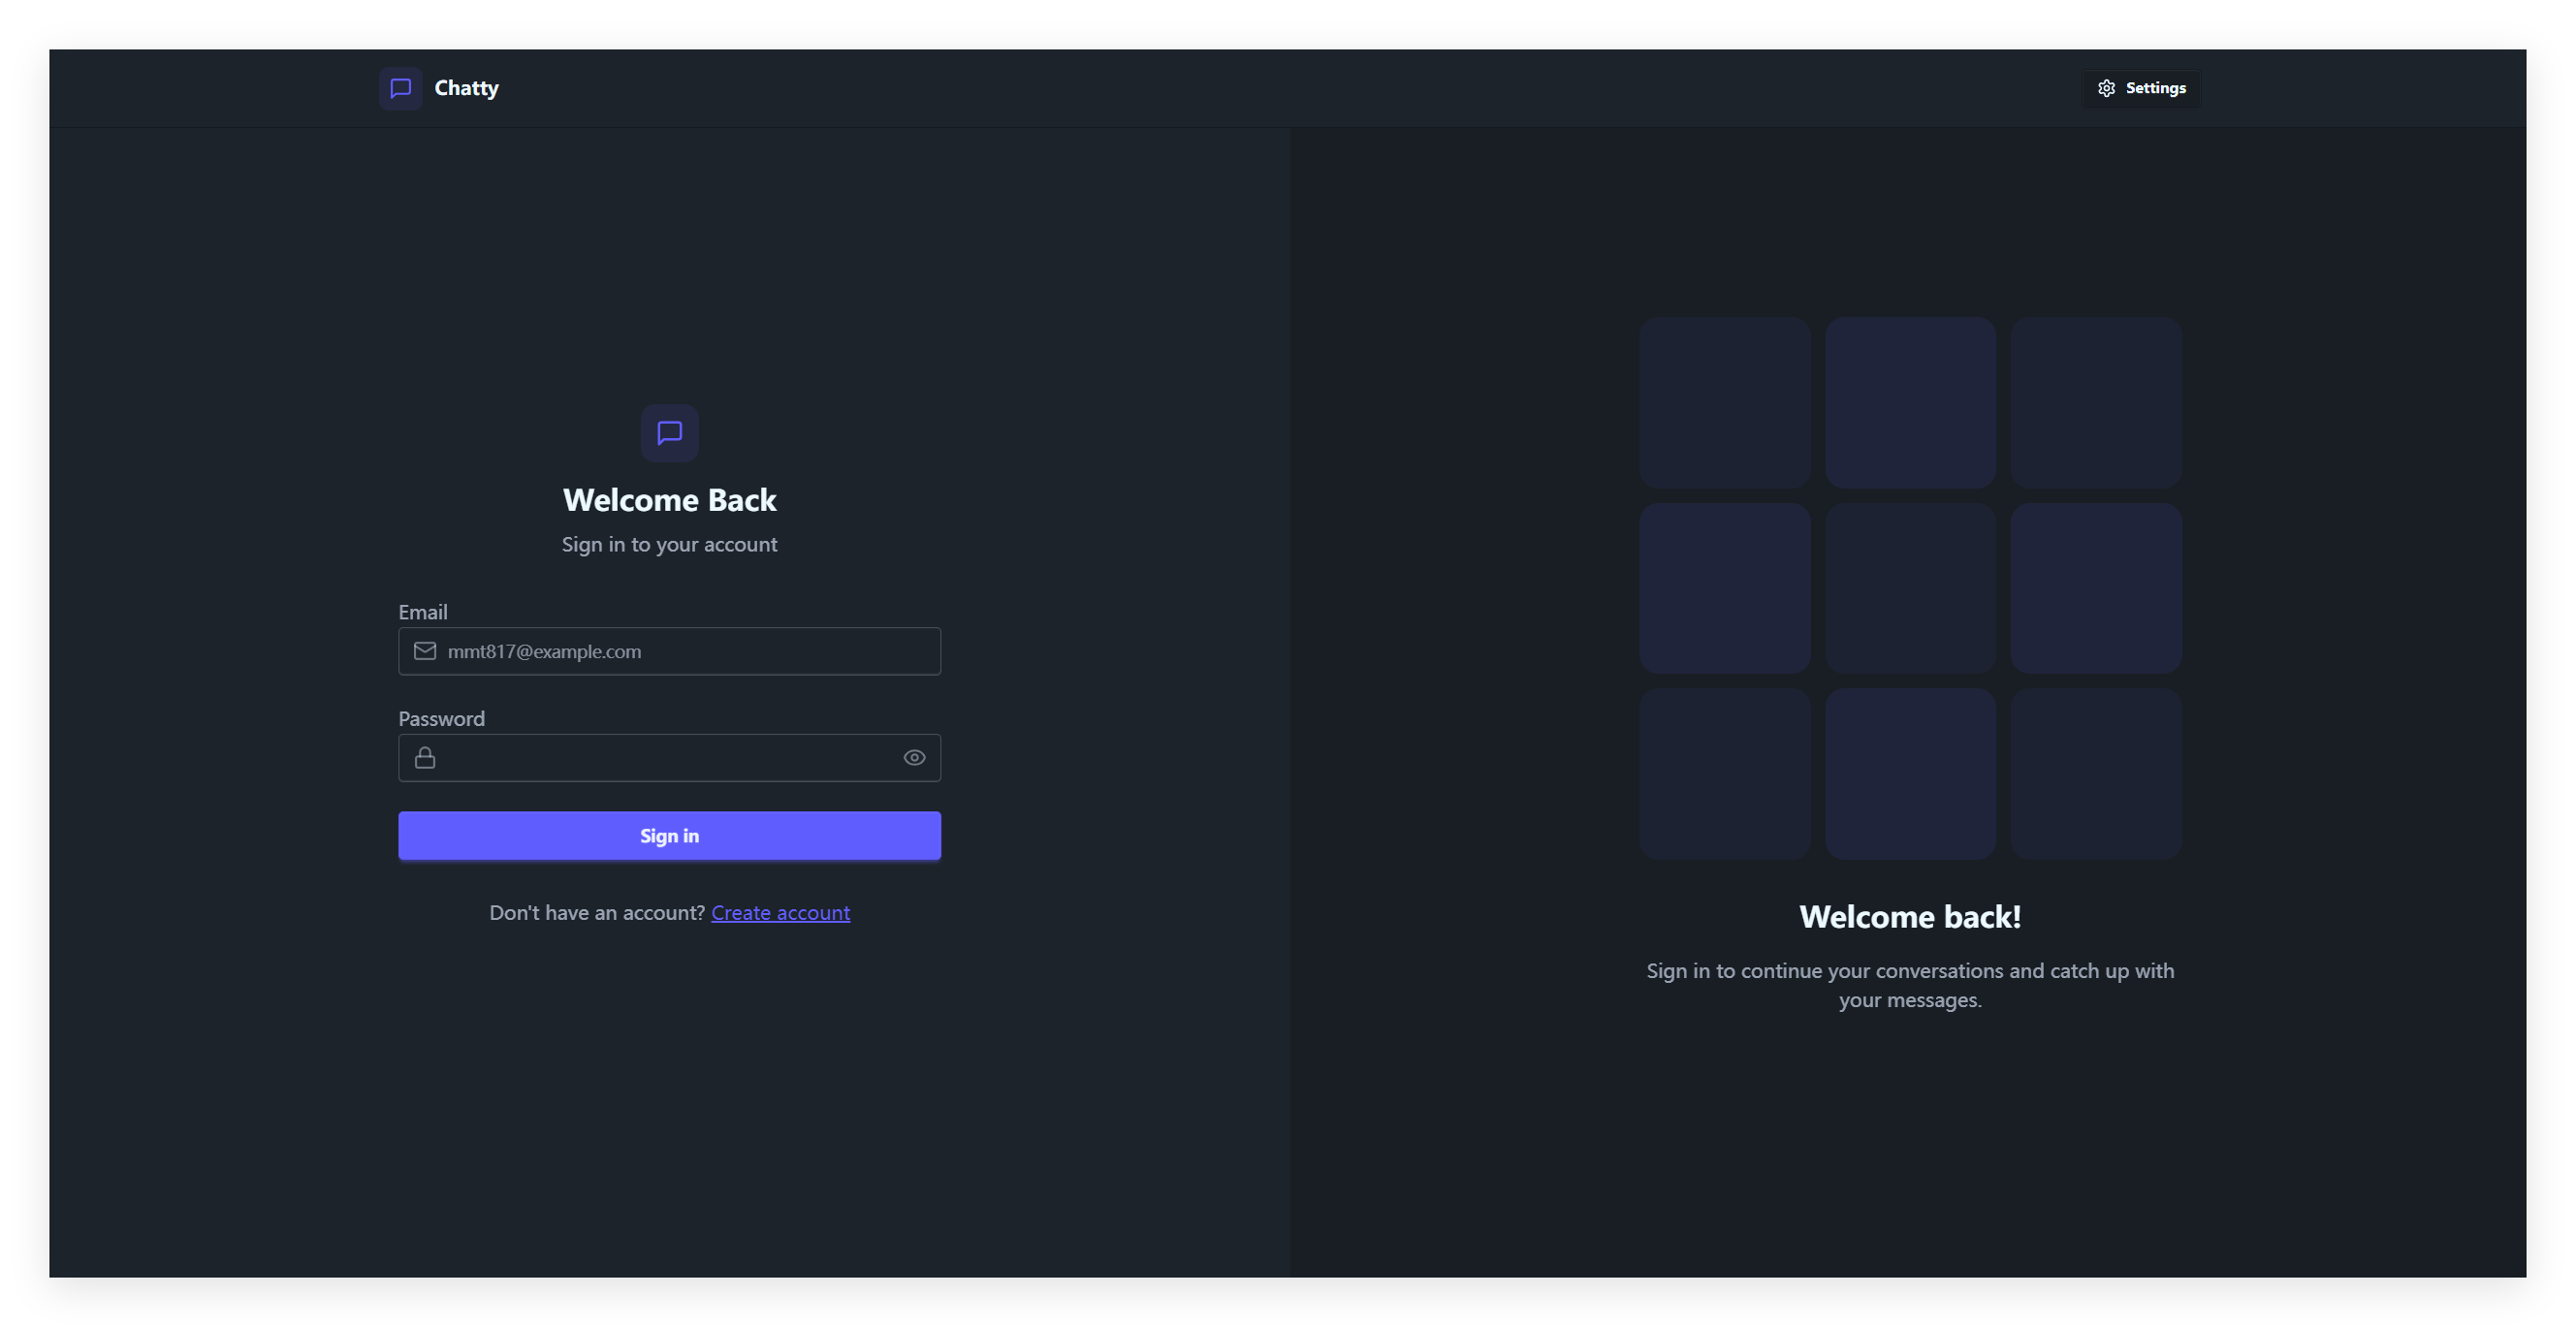 Chatty
Settings
Welcome Back
Sign in to your account
Email
mmt817@example.com
Password
Sign in
Don't have an account? Create account
Welcome back!
Sign in to continue your conversations and catch up with
your messages.